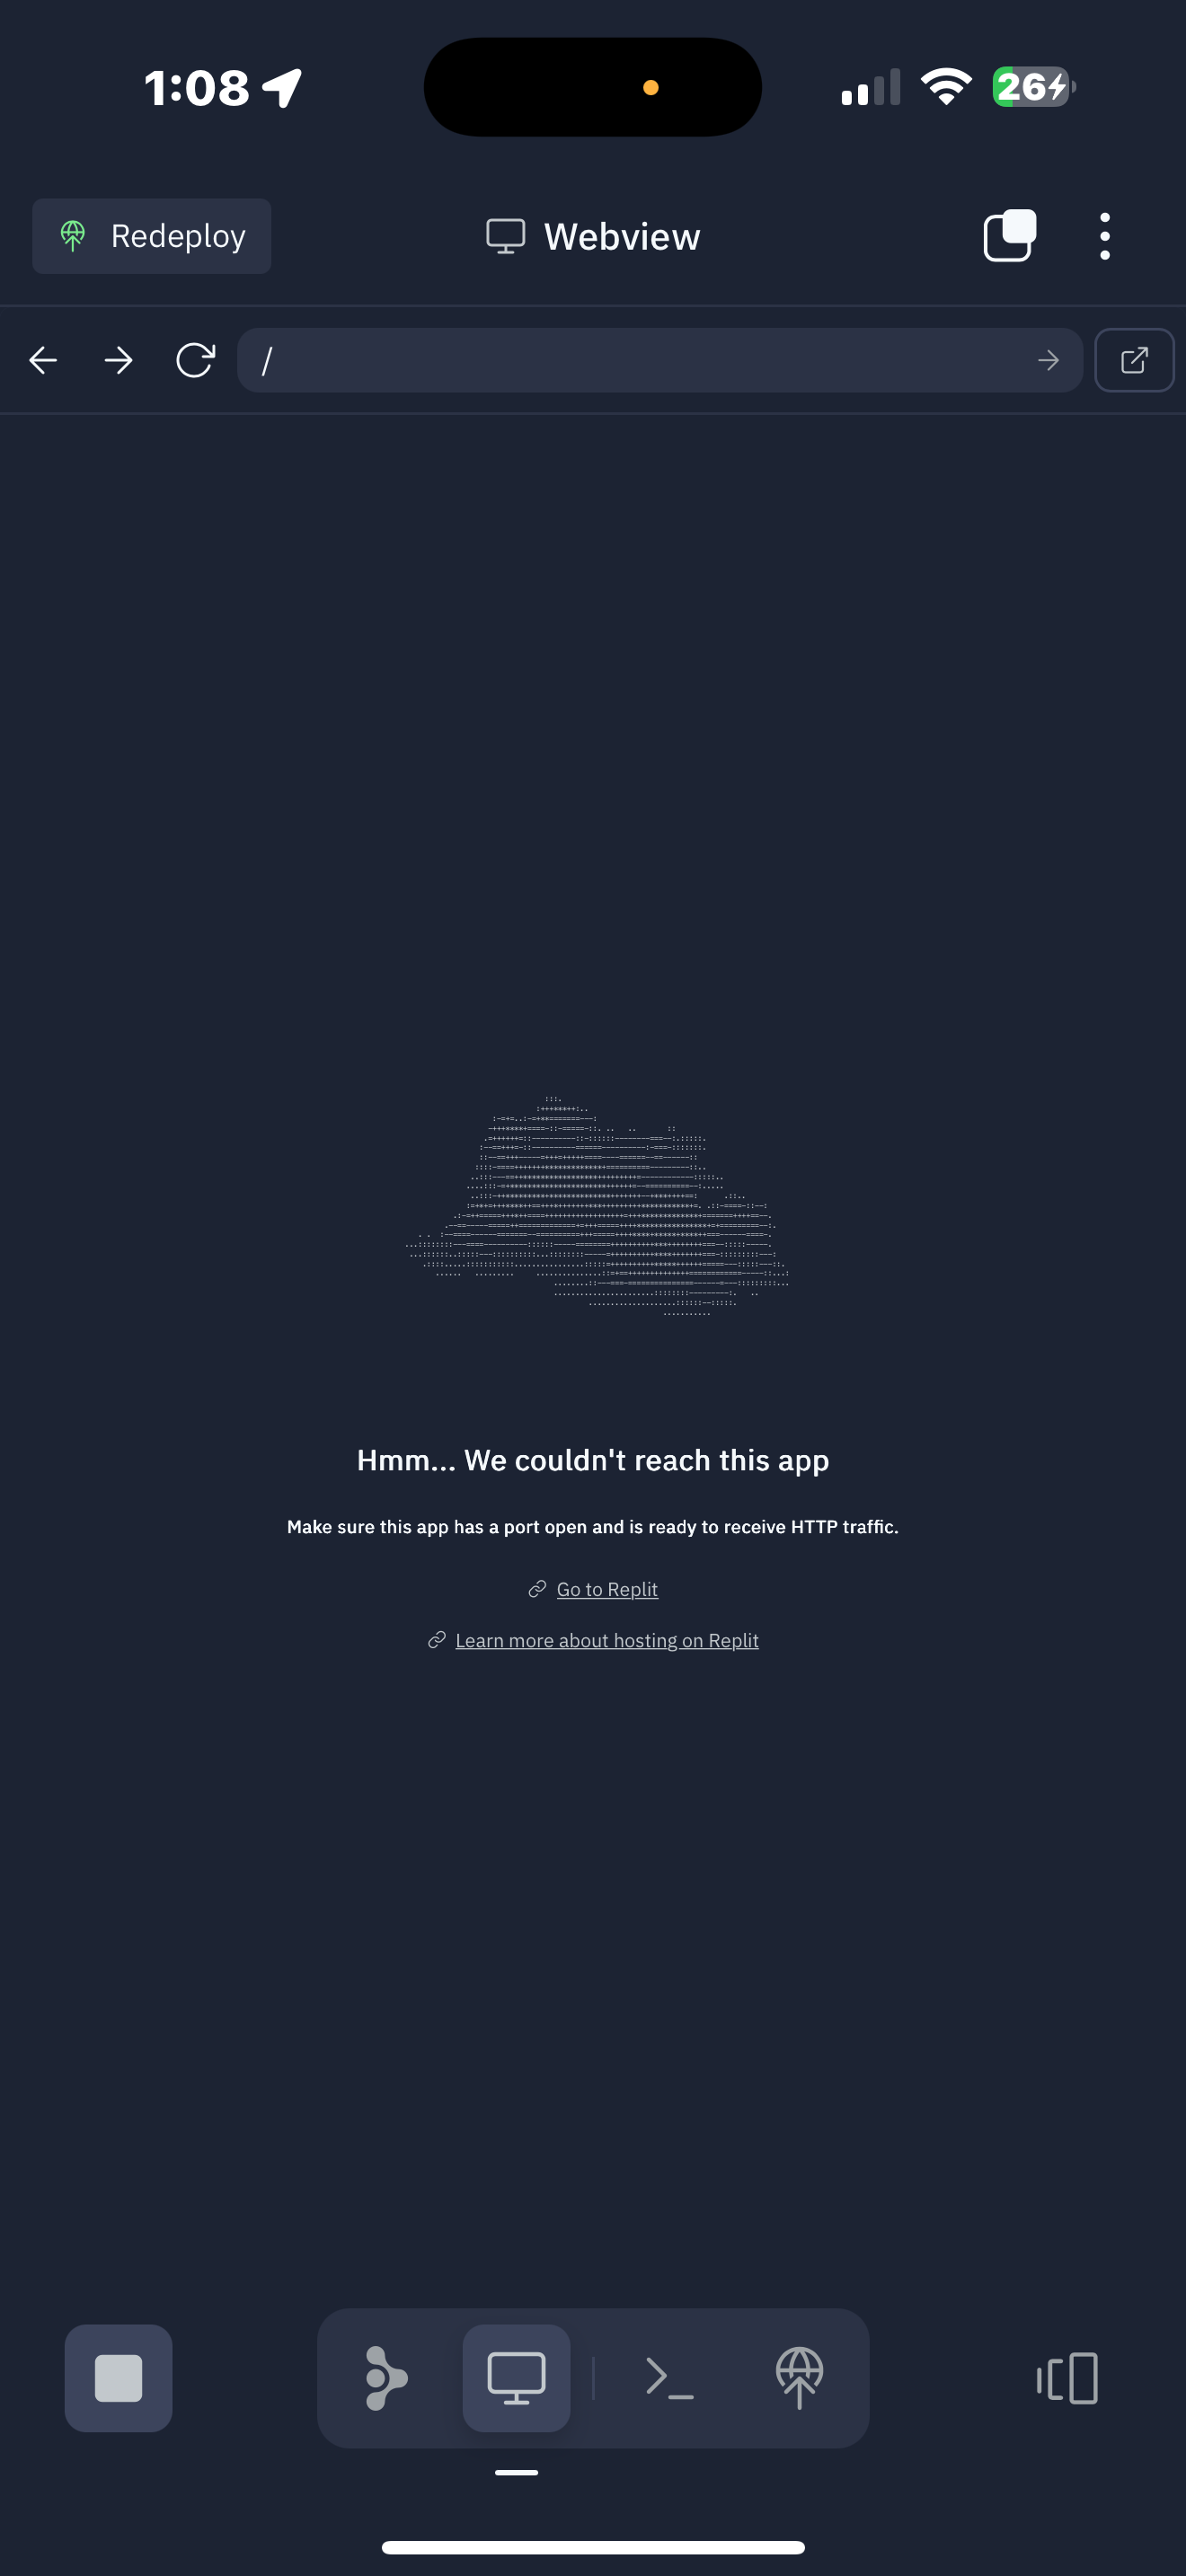 1:08
26
Redeploy
Webview
/
Hmm... We couldn't reach this app
Make sure this app has a port open and is ready to receive HTTP traffic.
Go to Replit
Learn more about hosting on Replit